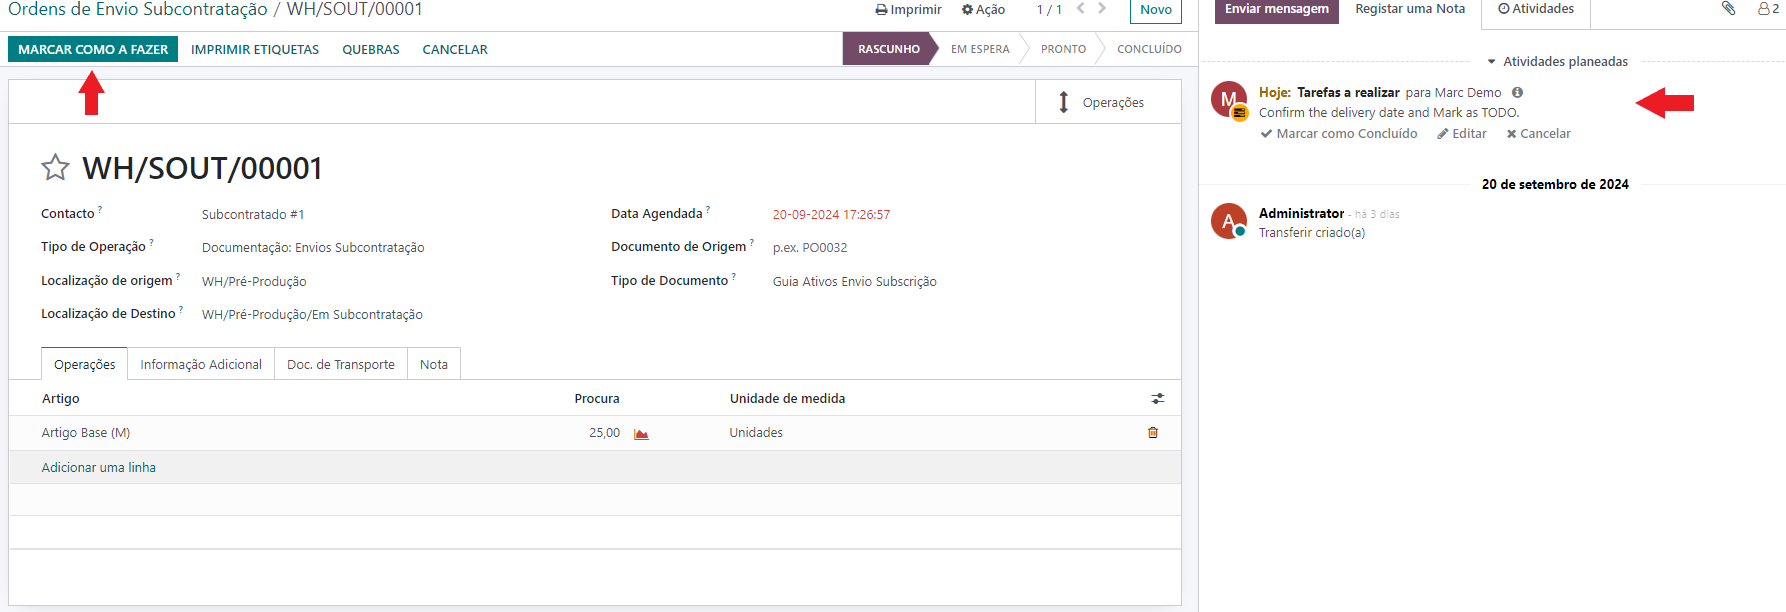 Ordens de Envio Subcontratação / WH/SOUT/00001
Imprimir Ação 1 / 1 Novo
MARCAR COMO A FAZER IMPRIMIR ETIQUETAS QUEBRAS CANCELAR
RASCUNHO EM ESPERA PRONTO CONCLUÍDO
Operações
WH/SOUT/00001
Contacto ? Subcontratado #1
Data Agendada ? 20-09-2024 17:26:57
Tipo de Operação ? Documentação: Envios Subcontratação
Documento de Origem ? p.ex. PO0032
Localização de origem ? WH/Pré-Produção
Tipo de Documento ? Guia Ativos Envio Subscrição
Localização de Destino ? WH/Pré-Produção/Em Subcontratação
Operações Informação Adicional Doc. de Transporte Nota
Artigo Procura Unidade de medida
Artigo Base (M) 25,00 Unidades
Adicionar uma linha
Enviar mensagem Registar uma Nota Atividades 2
Atividades planeadas
M
Hoje: Tarefas a realizar para Marc Demo
Confirm the delivery date and Mark as TODO.
Marcar como Concluído Editar Cancelar
20 de setembro de 2024
A
Administrator - há 3 dias
Transferir criado(a)